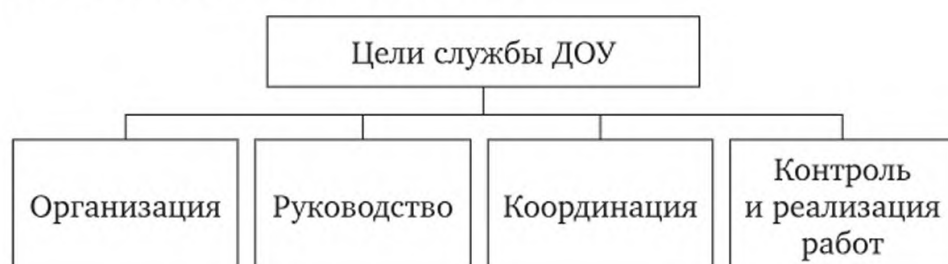 Цели службы ДОУ
Организация
Руководство
Координация
Контроль
и реализация
работ